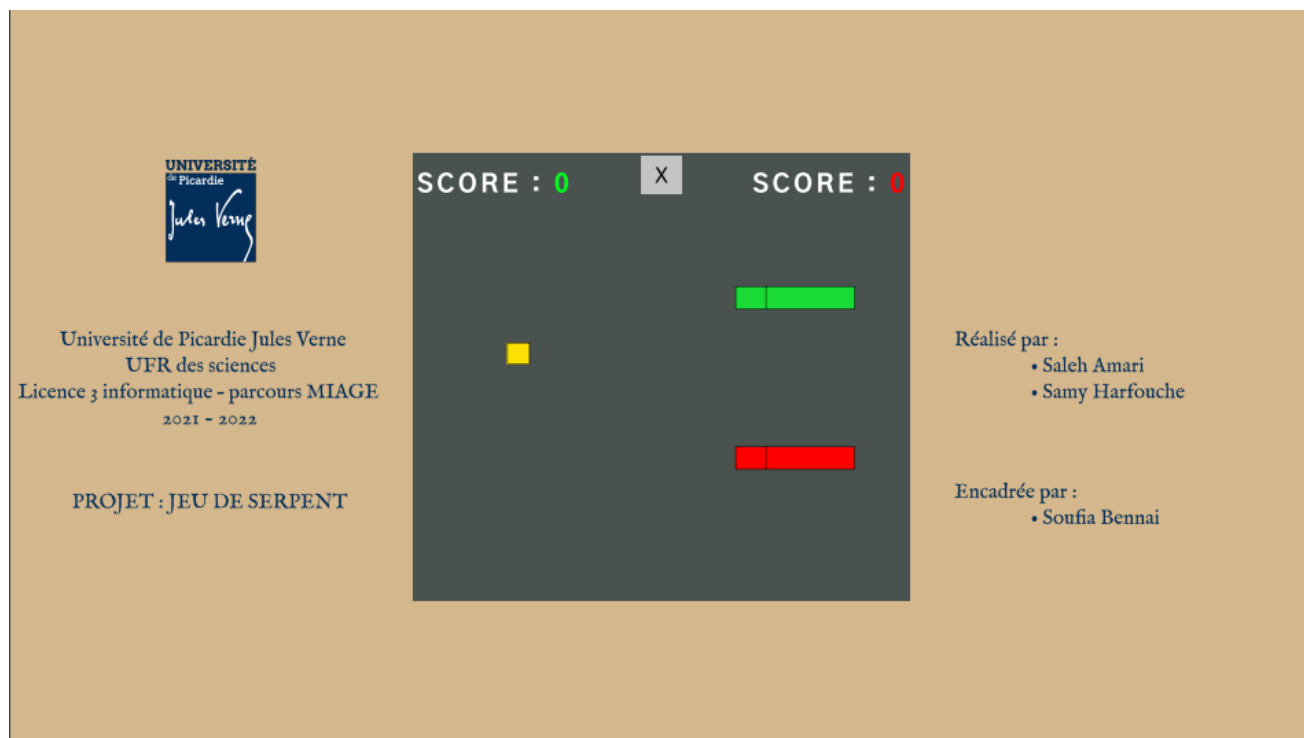 UNIVERSITÉ
de Picardie
Jules Verne
Université de Picardie Jules Verne
UFR des sciences
Licence 3 informatique - parcours MIAGE
2021 - 2022
PROJET : JEU DE SERPENT
SCORE : 0
X
SCORE : 0
Réalisé par :
• Saleh Amari
• Samy Harfouche
Encadrée par :
• Soufia Bennai